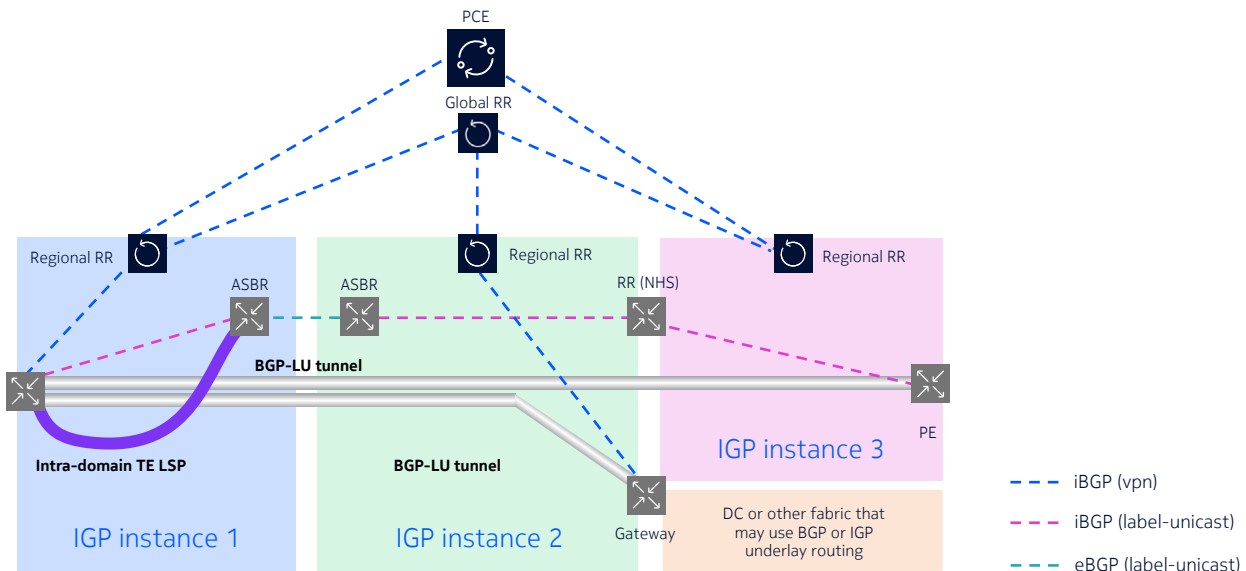 PCE
Global RR
Regional RR
Regional RR
Regional RR
ASBR
ASBR
RR (NHS)
BGP-LU tunnel
PE
IGP instance 3
Intra-domain TE LSP
BGP-LU tunnel
iBGP (vpn)
DC or other fabric that
may use BGP or IGP
underlay routing
iBGP (label-unicast)
Gateway
IGP instance 1
IGP instance 2
eBGP (label-unicast)